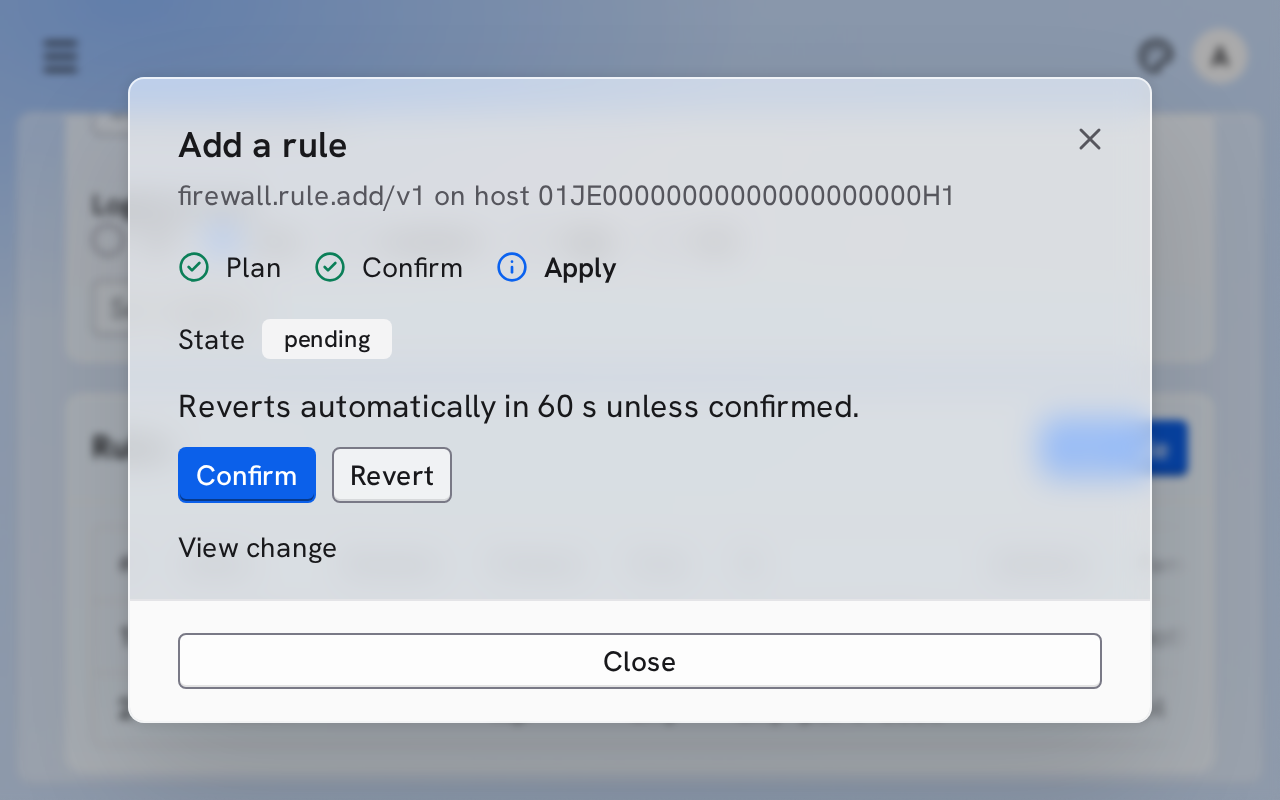 A
Add a rule
firewall.rule.add/v1 on host 01JE00000000000000000000H1
Plan Confirm Apply
State pending
Reverts automatically in 60 s unless confirmed.
Confirm Revert
View change
Close